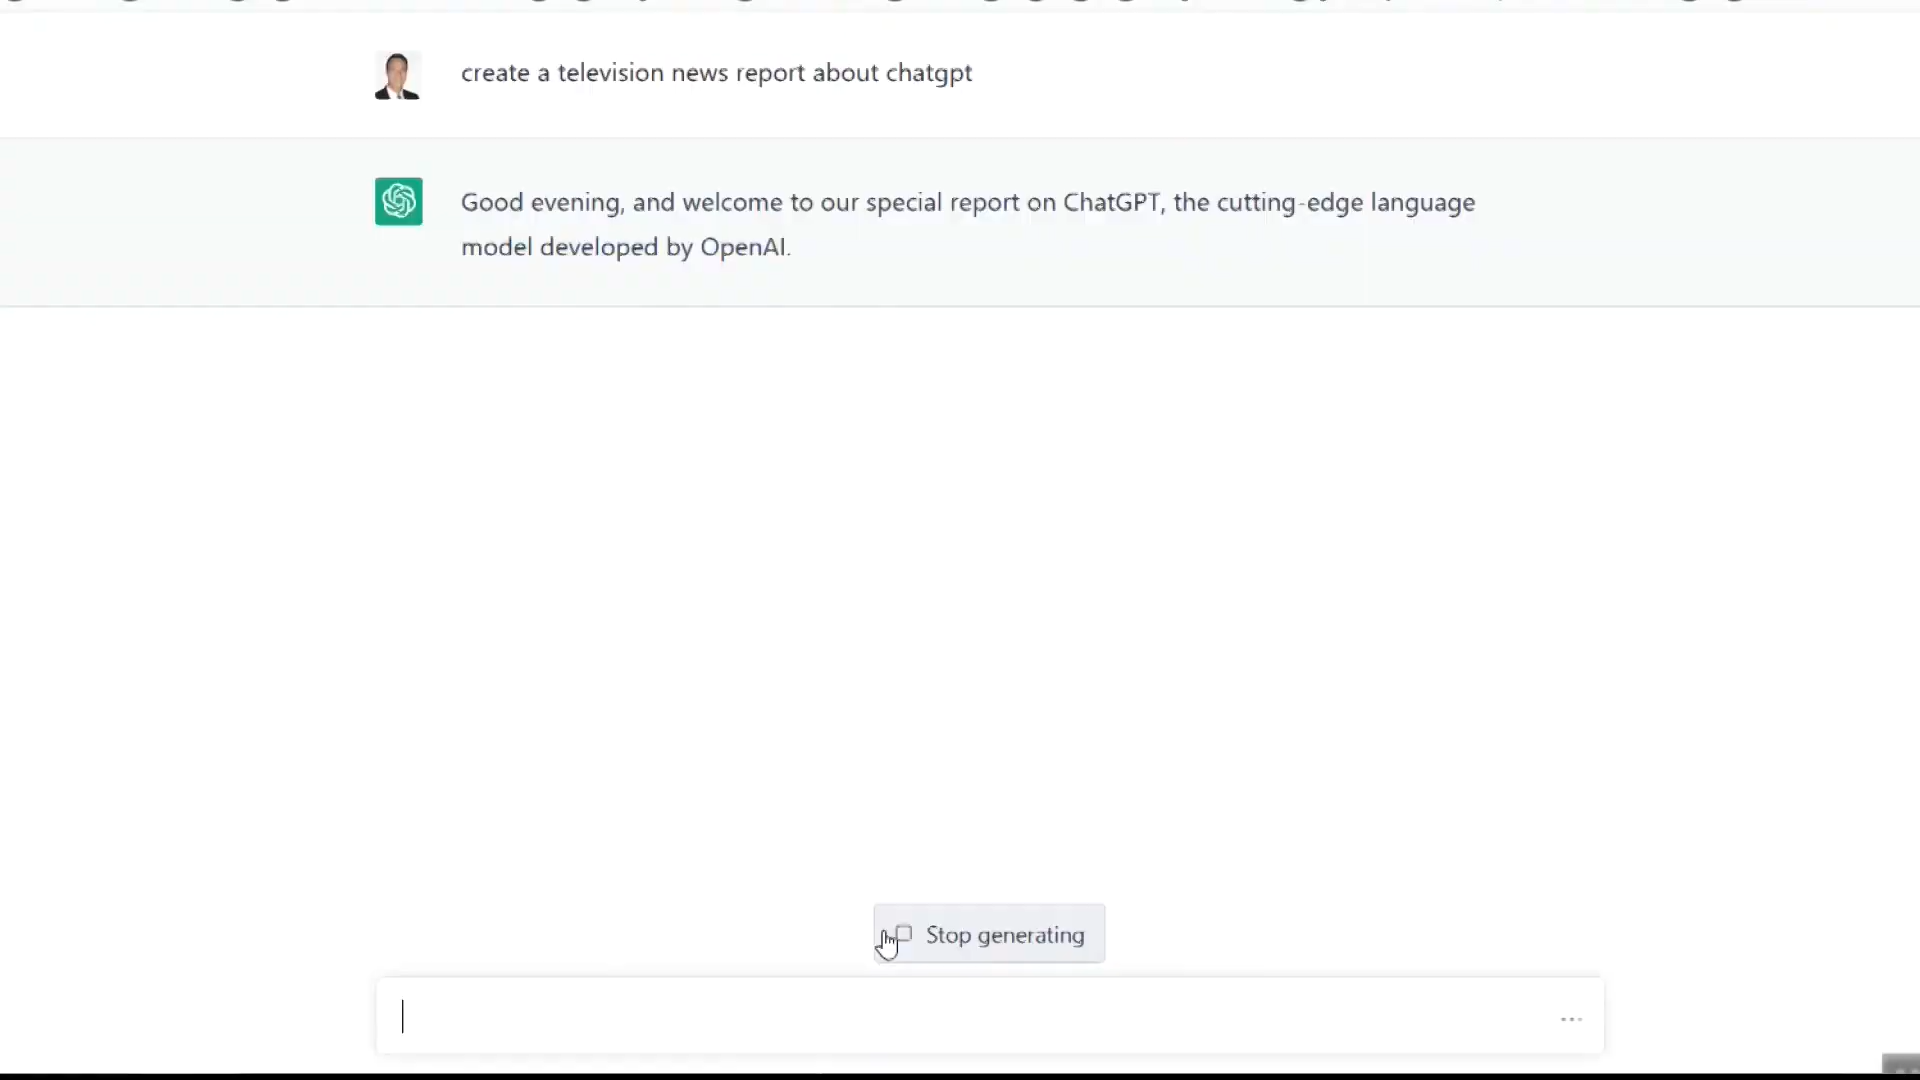 create a television news report about chatgpt
Good evening, and welcome to our special report on ChatGPT, the cutting-edge language
model developed by OpenAI.
Stop generating